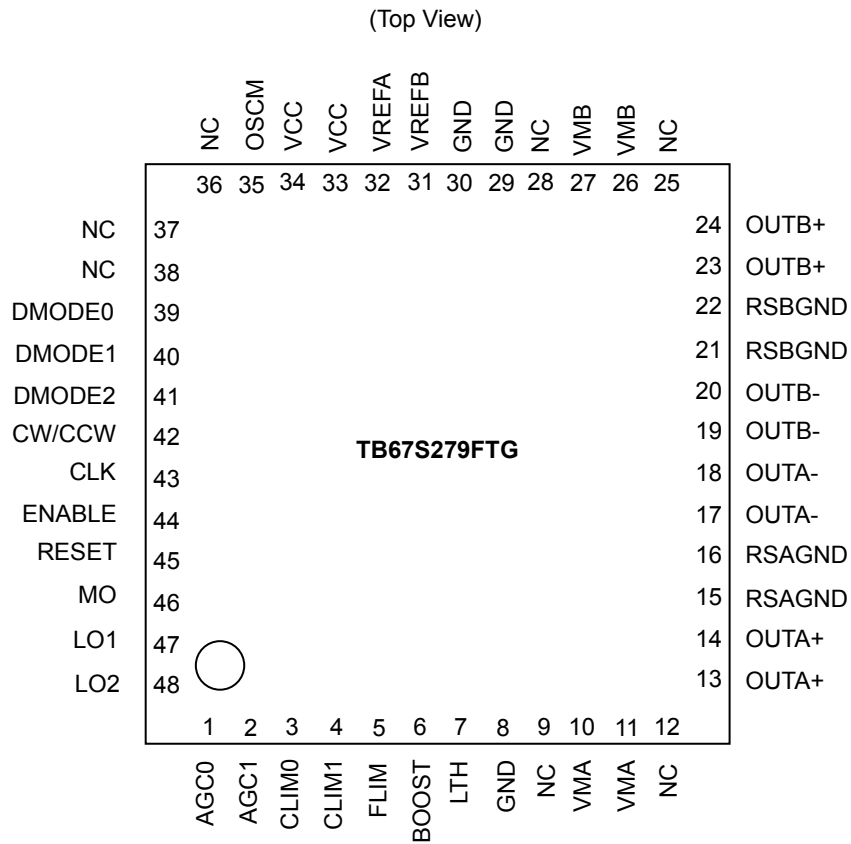 (Top View)
NC OSCM VCC VCC VREFA VREFB GND GND NC VMB VMB NC
36 35 34 33 32 31 30 29 28 27 26 25
NC 37
NC 38
DMODE0 39
DMODE1 40
DMODE2 41
CW/CCW 42
CLK 43
ENABLE 44
RESET 45
MO 46
LO1 47
LO2 48
TB67S279FTG
24 OUTB+
23 OUTB+
22 RSBGND
21 RSBGND
20 OUTB-
19 OUTB-
18 OUTA-
17 OUTA-
16 RSAGND
15 RSAGND
14 OUTA+
13 OUTA+
1 2 3 4 5 6 7 8 9 10 11 12
AGC0 AGC1 CLIM0 CLIM1 FLIM BOOST LTH GND NC VMA VMA NC